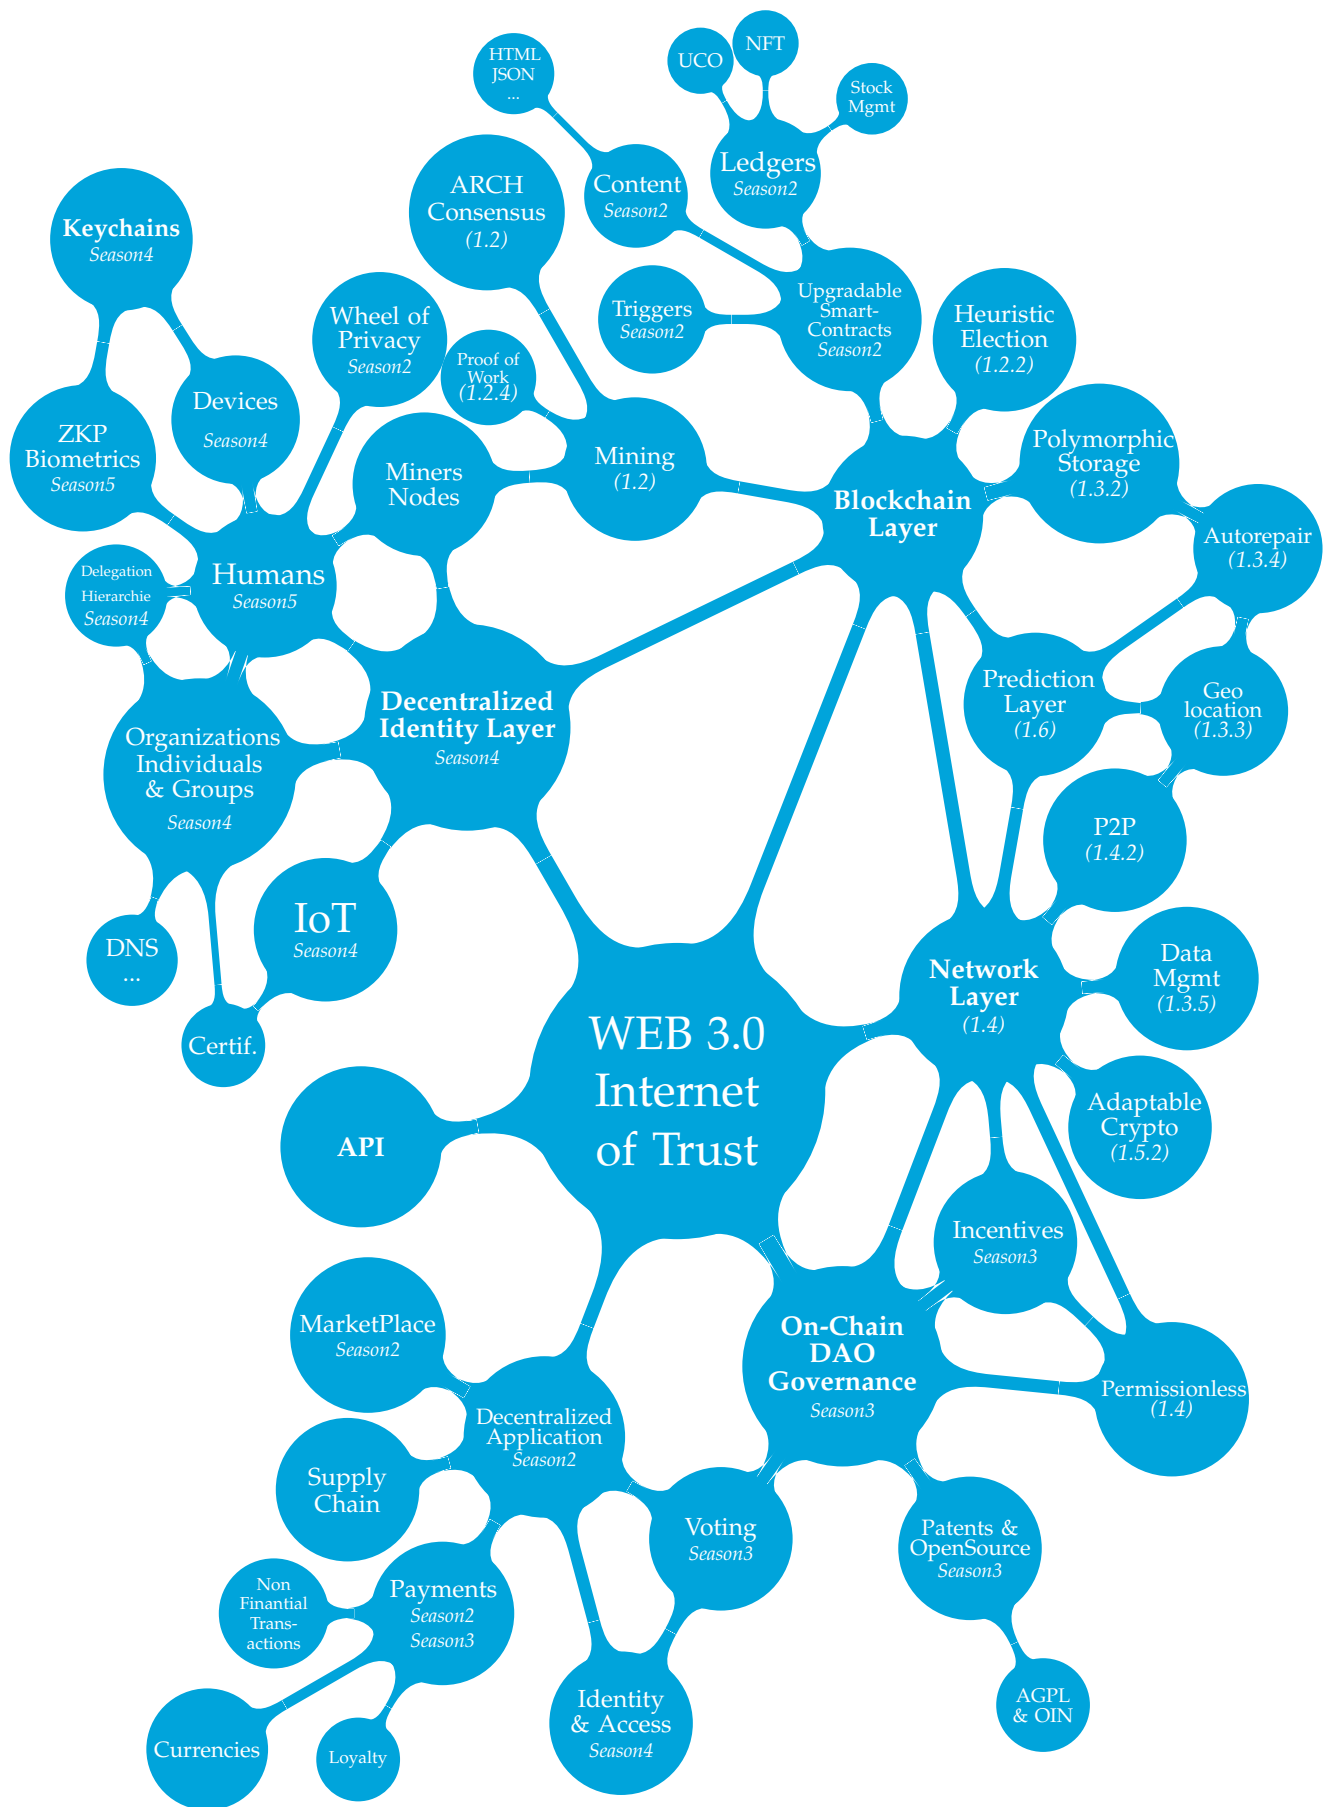 HTML
JSON
...
UCO
NFT
Stock
Mgmt
Ledgers
Season2
Content
Season2
ARCH
Consensus
(1.2)
Keychains
Season4
Triggers
Season2
Upgradable
Smart-
Contracts
Season2
Heuristic
Election
(1.2.2)
Wheel of
Privacy
Season2
Proof of
Work
(1.2.4)
Devices
Season4
ZKP
Biometrics
Season5
Miners
Nodes
Mining
(1.2)
Blockchain
Layer
Polymorphic
Storage
(1.3.2)
Autorepair
(1.3.4)
Delegation
Hierarchie
Season4
Humans
Season5
Decentralized
Identity Layer
Season4
Prediction
Layer
(1.6)
Geo
location
(1.3.3)
Organizations
Individuals
& Groups
Season4
P2P
(1.4.2)
IoT
Season4
DNS
...
Certif.
Network
Layer
(1.4)
Data
Mgmt
(1.3.5)
WEB 3.0
Internet
of Trust
API
Adaptable
Crypto
(1.5.2)
Incentives
Season3
MarketPlace
Season2
On-Chain
DAO
Governance
Season3
Permissionless
(1.4)
Decentralized
Application
Season2
Supply
Chain
Voting
Season3
Patents &
OpenSource
Season3
Non
Finantial
Trans-
actions
Payments
Season2
Season3
Identity
& Access
Season4
AGPL
& OIN
Currencies
Loyalty